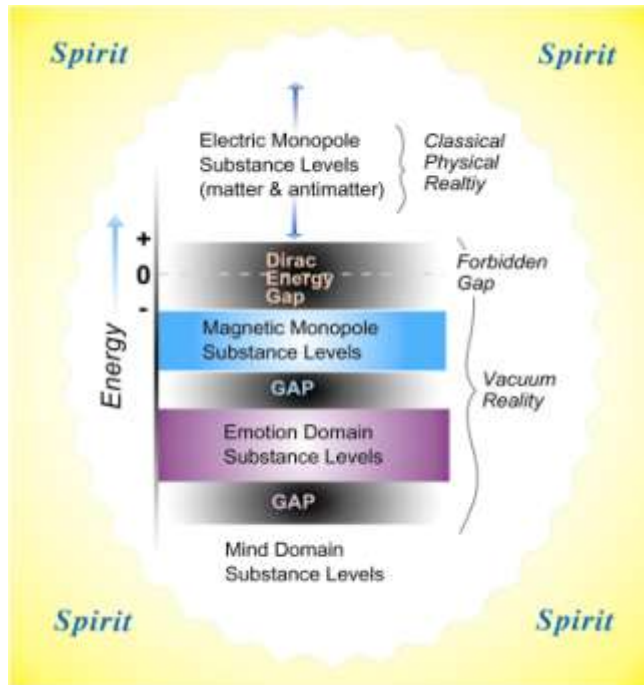 Spirit
Spirit
Electric Monopole
Substance Levels
(matter & antimatter)
Classical
Physical
Realtiy
+
0
-
Energy
Dirac
Energy
Gap
Forbidden
Gap
Magnetic Monopole
Substance Levels
GAP
Vacuum
Reality
Emotion Domain
Substance Levels
GAP
Mind Domain
Substance Levels
Spirit
Spirit